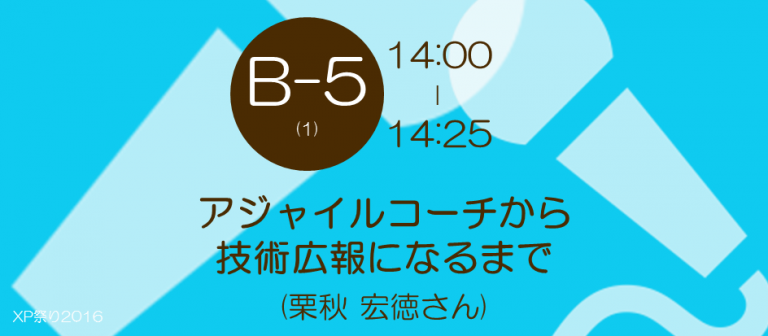 B-5
(1)
14:00
|
14:25
アジャイルコーチから
技術広報になるまで
(栗秋 宏徳さん)
XP祭り2016